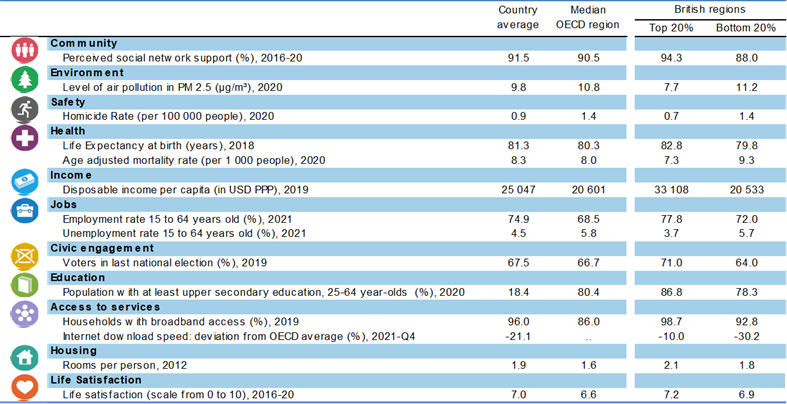 Country average Median OECD region British regions
Top 20% Bottom 20%
Community
Perceived social network support (%), 2016-20 91.5 90.5 94.3 88.0
Environment
Level of air pollution in PM 2.5 (µg/m³), 2020 9.8 10.8 7.7 11.2
Safety
Homicide Rate (per 100 000 people), 2020 0.9 1.4 0.7 1.4
Health
Life Expectancy at birth (years), 2018 81.3 80.3 82.8 79.8
Age adjusted mortality rate (per 1 000 people), 2020 8.3 8.0 7.3 9.3
Income
Disposable income per capita (in USD PPP), 2019 25 047 20 601 33 108 20 533
Jobs
Employment rate 15 to 64 years old (%), 2021 74.9 68.5 77.8 72.0
Unemployment rate 15 to 64 years old (%), 2021 4.5 5.8 3.7 5.7
Civic engagement
Voters in last national election (%), 2019 67.5 66.7 71.0 64.0
Education
Population with at least upper secondary education, 25-64 year-olds (%), 2020 18.4 80.4 86.8 78.3
Access to services
Households with broadband access (%), 2019 96.0 86.0 98.7 92.8
Internet download speed: deviation from OECD average (%), 2021-Q4 -21.1 .. -10.0 -30.2
Housing
Rooms per person, 2012 1.9 1.6 2.1 1.8
Life Satisfaction
Life satisfaction (scale from 0 to 10), 2016-20 7.0 6.6 7.2 6.9